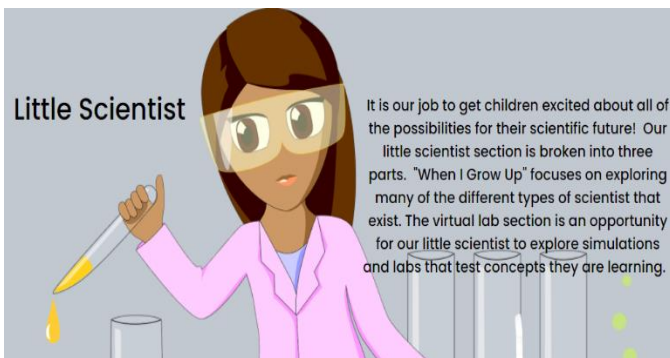 Little Scientist
It is our job to get children excited about all of
the possibilities for their scientific future! Our
little scientist section is broken into three
parts. "When I Grow Up" focuses on exploring
many of the different types of scientist that
exist. The virtual lab section is an opportunity
for our little scientist to explore simulations
and labs that test concepts they are learning.